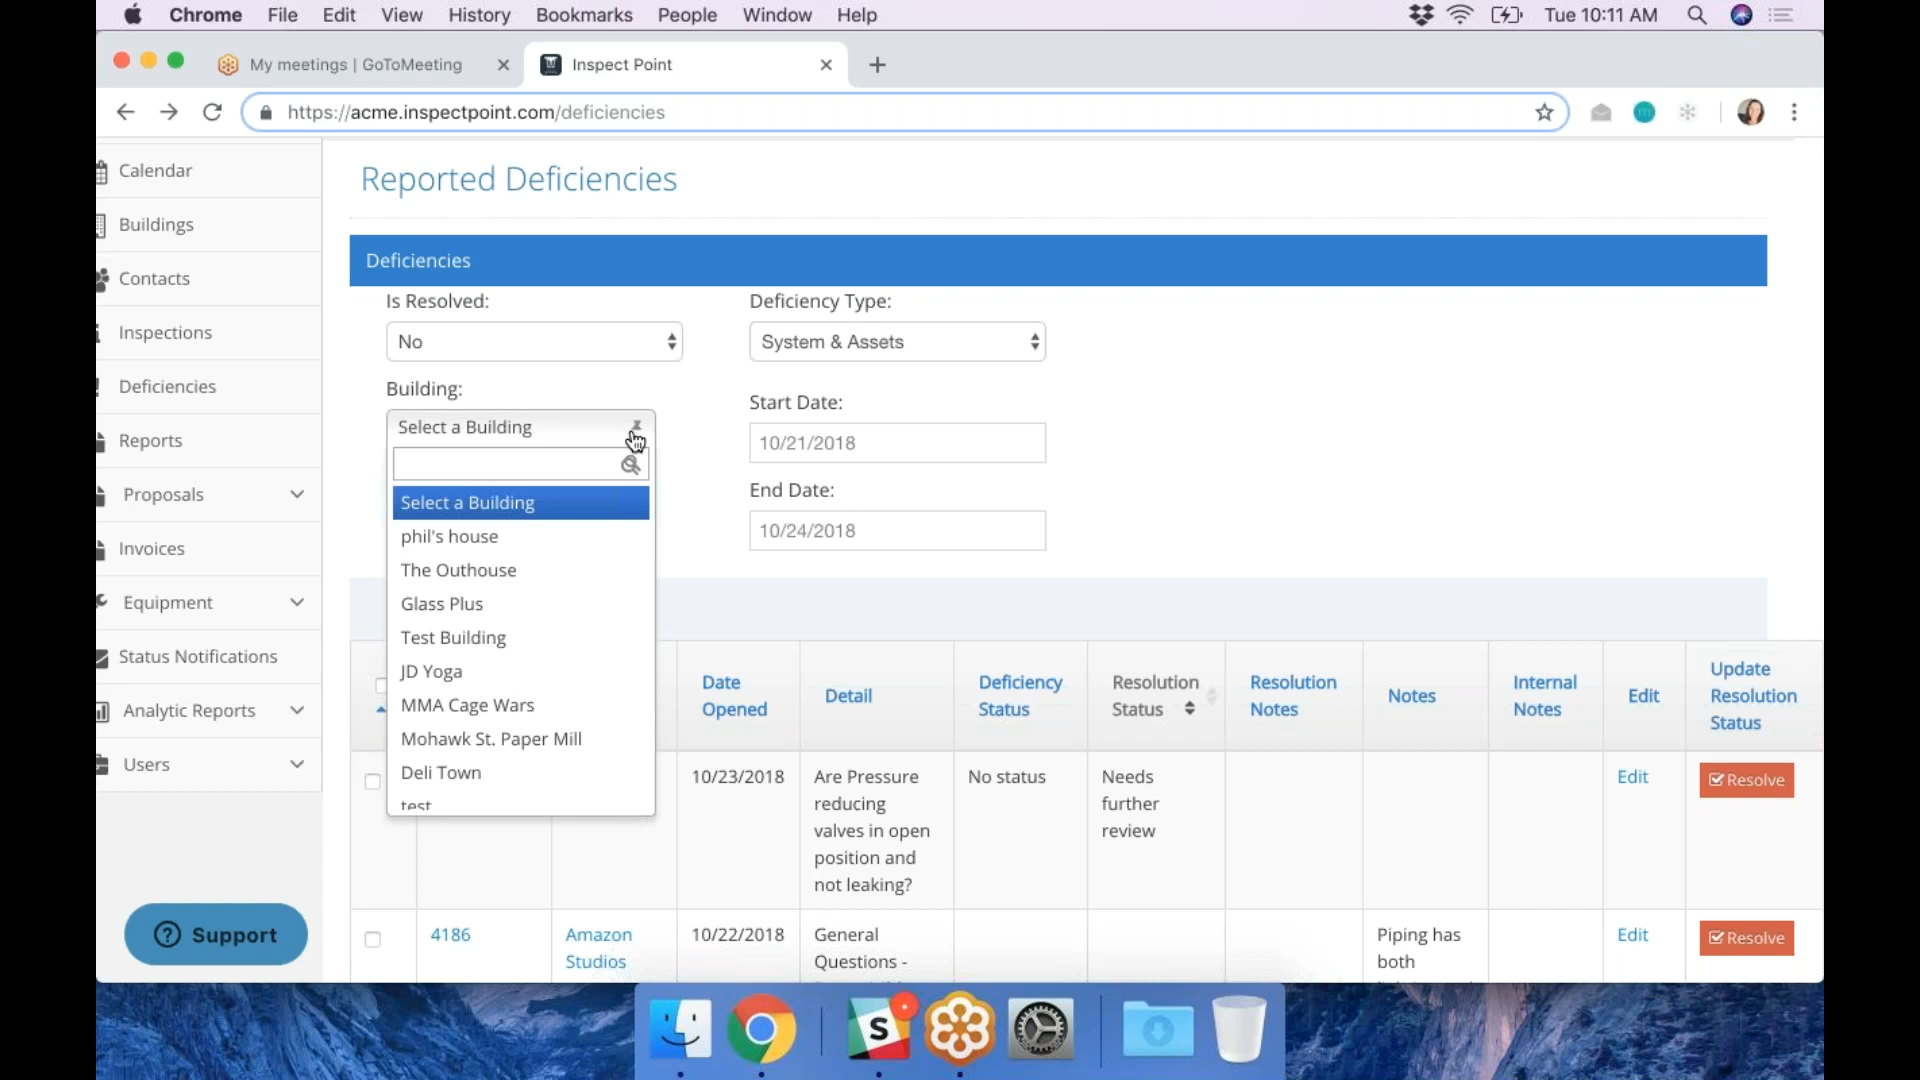 Chrome File Edit View History Bookmarks People Window Help Tue 10:11 AM
My meetings | GoToMeeting Inspect Point
https://acme.inspectpoint.com/deficiencies
Calendar
Buildings
Contacts
Inspections
Deficiencies
Reports
Proposals
Invoices
Equipment
Status Notifications
Analytic Reports
Users
Support
Reported Deficiencies
Deficiencies
Is Resolved:
No
Deficiency Type:
System & Assets
Building:
Select a Building
Select a Building
phil's house
The Outhouse
Glass Plus
Test Building
JD Yoga
MMA Cage Wars
Mohawk St. Paper Mill
Deli Town
test
Start Date:
10/21/2018
End Date:
10/24/2018
Date
Opened
Detail
Deficiency
Status
Resolution
Status
Resolution
Notes
Notes
Internal
Notes
Edit
Update
Resolution
Status
10/23/2018
Are Pressure
reducing
valves in open
position and
not leaking?
No status
Needs
further
review
Edit
Resolve
4186
Amazon
Studios
10/22/2018
General
Questions -
Piping has
both
Edit
Resolve